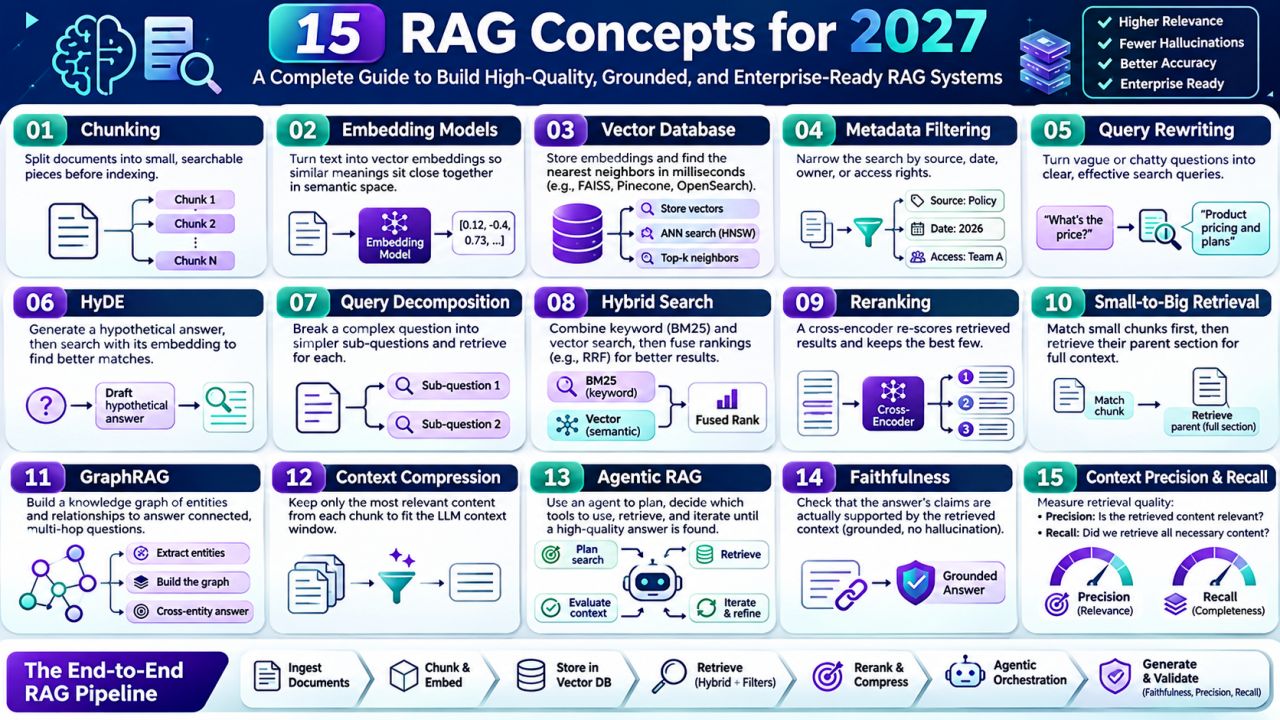 15 RAG Concepts for 2027
A Complete Guide to Build High-Quality, Grounded, and Enterprise-Ready RAG Systems
Higher Relevance
Fewer Hallucinations
Better Accuracy
Enterprise Ready
01 Chunking
Split documents into small, searchable
pieces before indexing.
Chunk 1
Chunk 2
⋮
Chunk N
02 Embedding Models
Turn text into vector embeddings so
similar meanings sit close together
in semantic space.
Embedding
Model
[0.12, -0.4,
0.73, ...]
03 Vector Database
Store embeddings and find the
nearest neighbors in milliseconds
(e.g., FAISS, Pinecone, OpenSearch).
Store vectors
ANN search (HNSW)
Top-k neighbors
04 Metadata Filtering
Narrow the search by source, date,
owner, or access rights.
Source: Policy
Date: 2026
Access: Team A
05 Query Rewriting
Turn vague or chatty questions into
clear, effective search queries.
"What's the
price?"
"Product
pricing and
plans"
06 HyDE
Generate a hypothetical answer,
then search with its embedding to
find better matches.
?
Draft
hypothetical
answer
07 Query Decomposition
Break a complex question into
simpler sub-questions and retrieve
for each.
Sub-question 1
Sub-question 2
08 Hybrid Search
Combine keyword (BM25) and
vector search, then fuse rankings
(e.g., RRF) for better results.
BM25
(keyword)
Vector
(semantic)
Fused Rank
09 Reranking
A cross-encoder re-scores retrieved
results and keeps the best few.
Cross-
Encoder
1
2
3
10 Small-to-Big Retrieval
Match small chunks first, then
retrieve their parent section for
full context.
Match
chunk
Retrieve
parent (full section)
11 GraphRAG
Build a knowledge graph of entities
and relationships to answer connected,
multi-hop questions.
Extract entities
Build the graph
Cross-entity answer
12 Context Compression
Keep only the most relevant content
from each chunk to fit the LLM context
window.
13 Agentic RAG
Use an agent to plan, decide which
tools to use, retrieve, and iterate until
a high-quality answer is found.
Plan
search
Retrieve
Evaluate
context
Iterate
& refine
14 Faithfulness
Check that the answer's claims are
actually supported by the retrieved
context (grounded, no hallucination).
Grounded
Answer
15 Context Precision & Recall
Measure retrieval quality:
• Precision: Is the retrieved content relevant?
• Recall: Did we retrieve all necessary content?
Precision
(Relevance)
Recall
(Completeness)
The End-to-End
RAG Pipeline
Ingest
Documents
Chunk &
Embed
Store in
Vector DB
Retrieve
(Hybrid + Filters)
Rerank &
Compress
Agentic
Orchestration
Generate
& Validate
(Faithfulness, Precision, Recall)